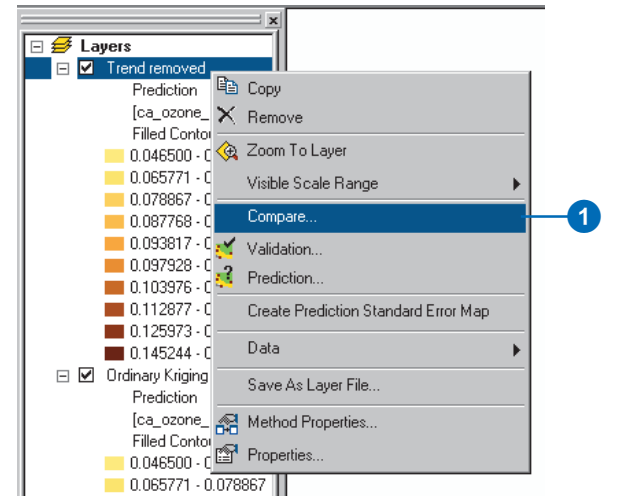 Layers
Trend removed
Prediction
[ca_ozone_
Filled Contou
0.046500 - 0
0.065771 - 0
0.078867 - 0
0.087768 - 0
0.093817 - 0
0.097928 - 0
0.103976 - 0
0.112877 - 0
0.125973 - 0
0.145244 - 0
Ordinary Kriging
Prediction
[ca_ozone_
Filled Contou
0.046500 - 0
0.065771 - 0.078867
Copy
Remove
Zoom To Layer
Visible Scale Range
Compare...
Validation...
Prediction...
Create Prediction Standard Error Map
Data
Save As Layer File...
Method Properties...
Properties...
1